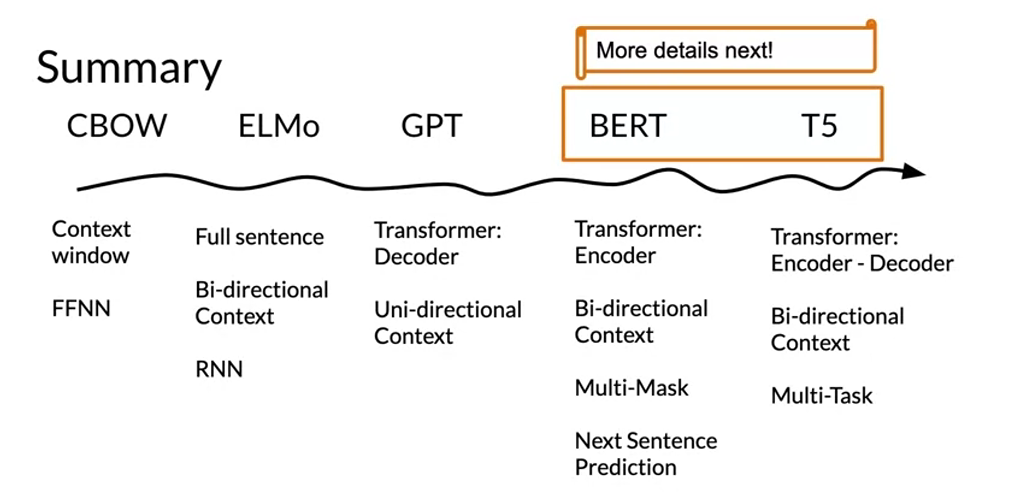 More details next!
Summary
CBOW
ELMo
GPT
BERT
T5
Context
window
FFNN
Full sentence
Bi-directional
Context
RNN
Transformer:
Decoder
Uni-directional
Context
Transformer:
Encoder
Bi-directional
Context
Multi-Mask
Next Sentence
Prediction
Transformer:
Encoder - Decoder
Bi-directional
Context
Multi-Task